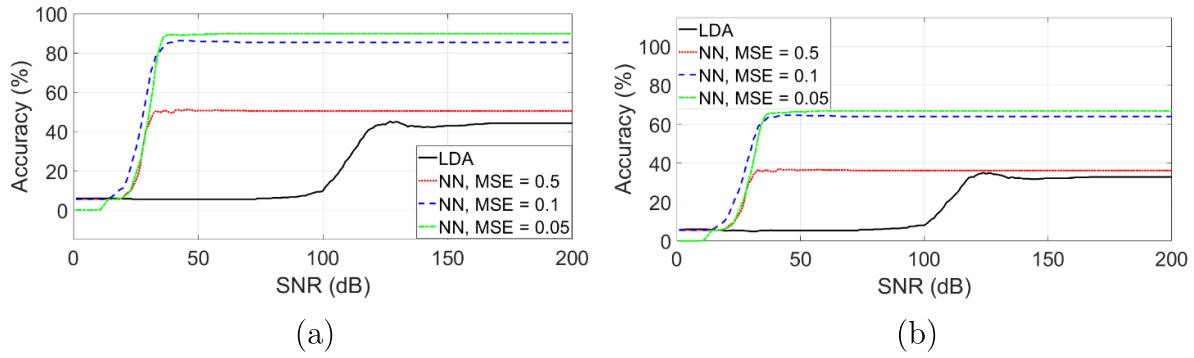 100
80
60
40
20
0
Accuracy (%)
LDA
NN, MSE = 0.5
NN, MSE = 0.1
NN, MSE = 0.05
0 50 100 150 200
SNR (dB)
(a)
100
80
60
40
20
0
Accuracy (%)
LDA
NN, MSE = 0.5
NN, MSE = 0.1
NN, MSE = 0.05
0 50 100 150 200
SNR (dB)
(b)